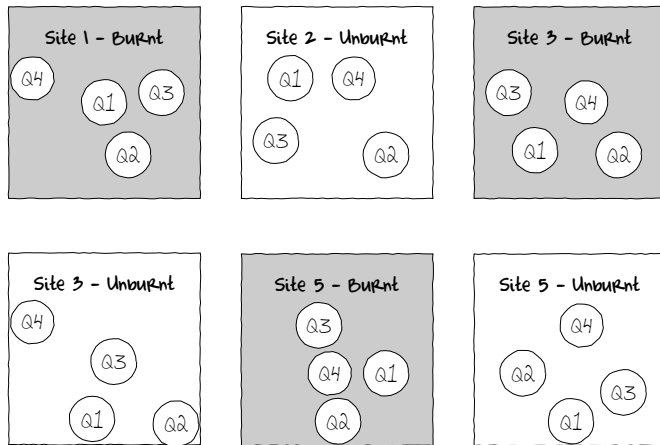 Site 1 - Burnt
Q4
Q1
Q3
Q2
Site 2 - Unburnt
Q1
Q4
Q3
Q2
Site 3 - Burnt
Q3
Q4
Q1
Q2
Site 3 - Unburnt
Q4
Q3
Q1
Q2
Site 5 - Burnt
Q3
Q4
Q1
Q2
Site 5 - Unburnt
Q4
Q2
Q3
Q1